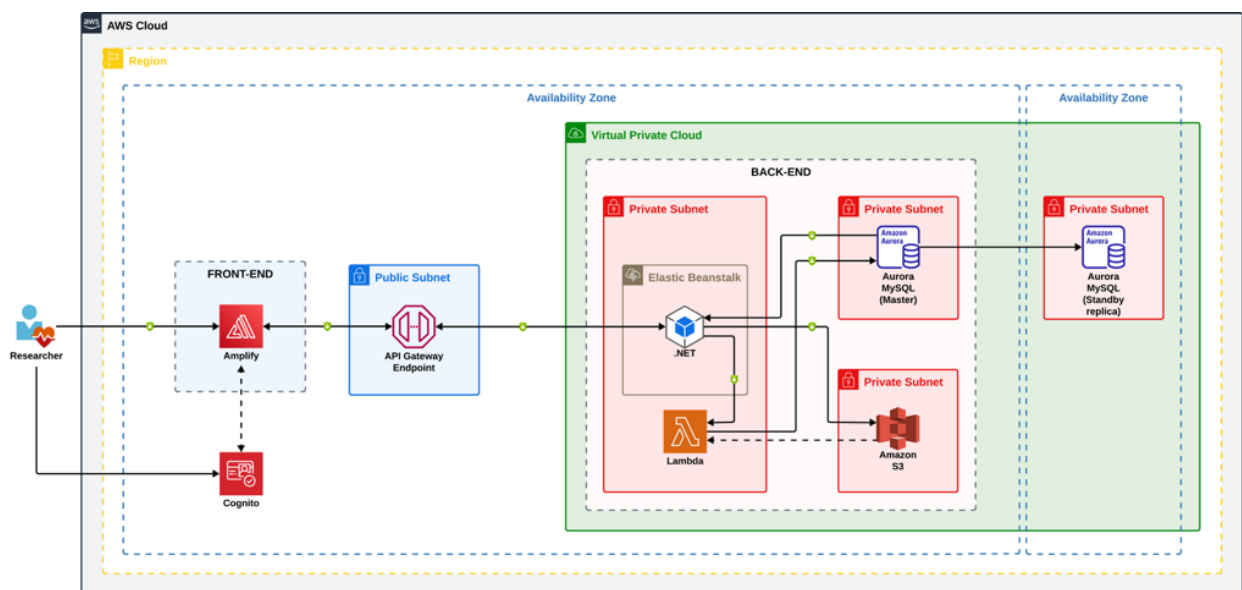 aws
AWS Cloud
Region
Availability Zone
Availability Zone
Virtual Private Cloud
BACK-END
Private Subnet
Private Subnet
Private Subnet
Amazon
Aurora
Amazon
Aurora
FRONT-END
Public Subnet
Elastic Beanstalk
Aurora
MySQL
(Master)
Aurora
MySQL
(Standby
replica)
Researcher
Amplify
API Gateway
Endpoint
.NET
Private Subnet
Lambda
Amazon
S3
Cognito